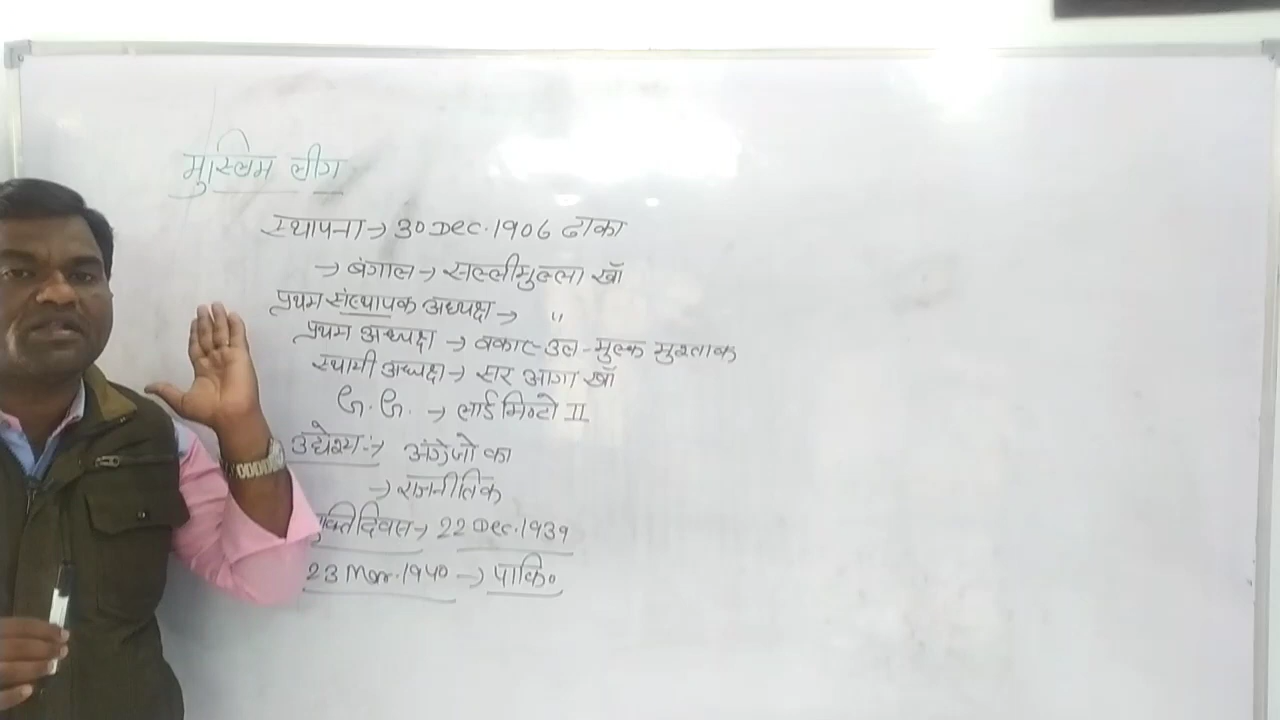 मुस्लिम लीग
स्थापना → 30 Dec. 1906 ढाका
→ बंगाल → सल्लीमुल्ला खाँ
प्रथम संस्थापक अध्यक्ष → "
प्रथम अध्यक्ष → वकार-उल-मुल्क मुश्ताक
स्थामी अध्यक्ष → सर आगा खाँ
G. G. → लार्ड मिण्टो II
उद्येश्य :→ अंग्रेजो का
→ राजनीतिक
मुक्ति दिवस → 22 Dec. 1939
23 Mar. 1940 → पाकि०